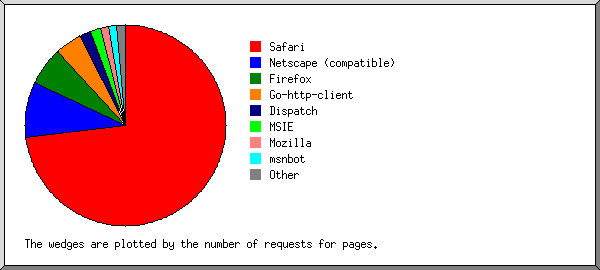 Safari
Netscape (compatible)
Firefox
Go-http-client
Dispatch
MSIE
Mozilla
msnbot
Other
The wedges are plotted by the number of requests for pages.